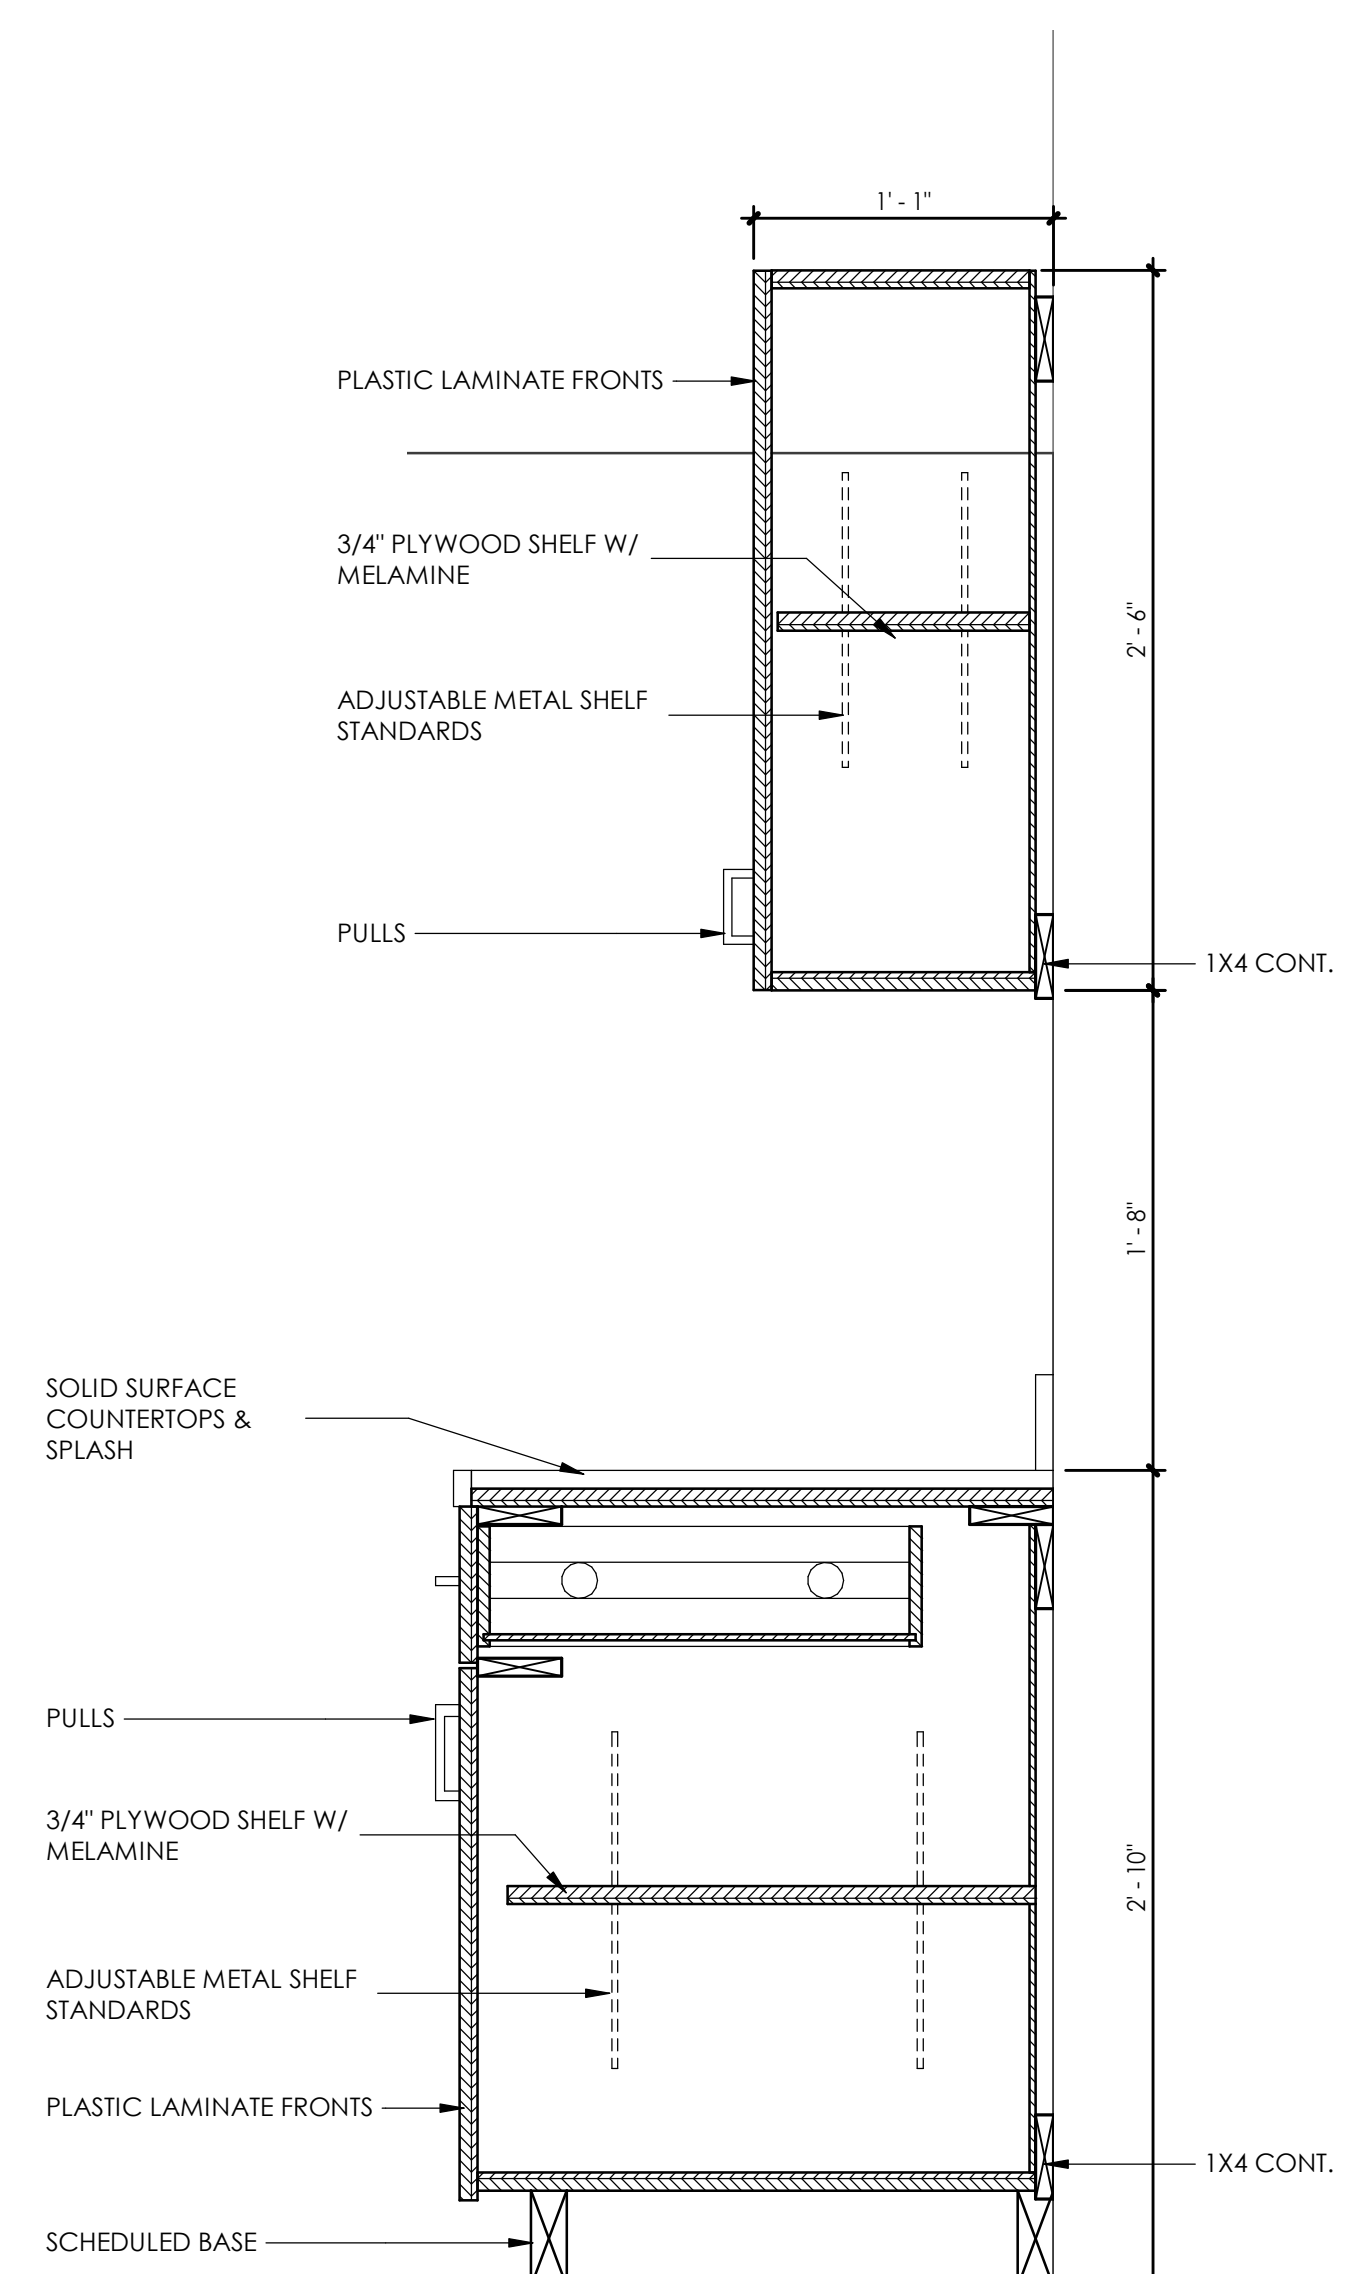 1' - 1"
PLASTIC LAMINATE FRONTS
3/4" PLYWOOD SHELF W/
MELAMINE
2' - 6"
ADJUSTABLE METAL SHELF
STANDARDS
PULLS
1X4 CONT.
1' - 8"
SOLID SURFACE
COUNTERTOPS &
SPLASH
PULLS
3/4" PLYWOOD SHELF W/
MELAMINE
2' - 10"
ADJUSTABLE METAL SHELF
STANDARDS
PLASTIC LAMINATE FRONTS
1X4 CONT.
SCHEDULED BASE